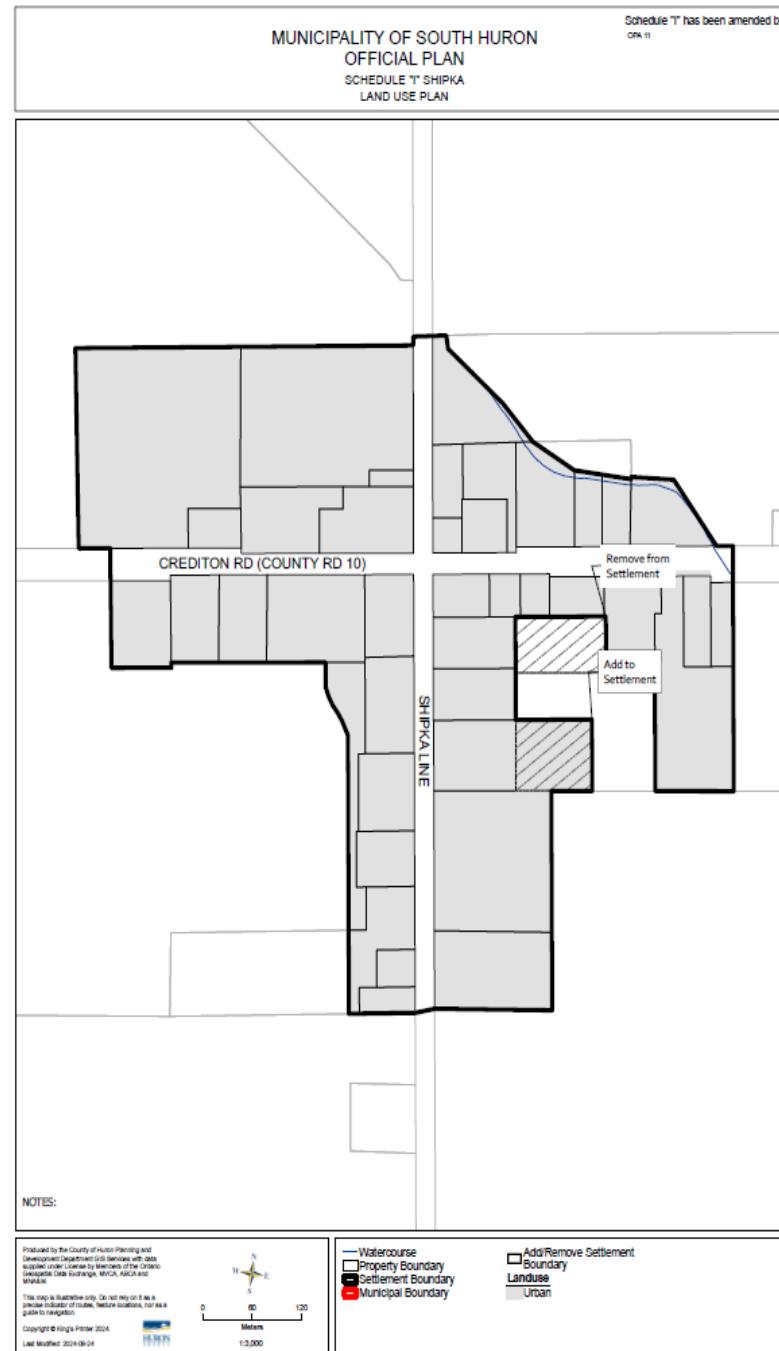 Schedule "I" has been amended b
OPA 11
MUNICIPALITY OF SOUTH HURON
OFFICIAL PLAN
SCHEDULE "I" SHIPKA
LAND USE PLAN
CREDITON RD (COUNTY RD 10)
Remove from
Settlement
Add to
Settlement
SHIPKA LINE
NOTES:
Produced by the County of Huron Planning and
Development Department GIS Services with data
supplied under License by Members of the Ontario
Geospatial Data Exchange, MVCA, ABCA and
MNR&W.
This map is illustrative only. Do not rely on it as a
precise indicator of routes, feature locations, nor as a
guide to navigation.
Copyright © King's Printer 2024.
Last Modified: 2024-09-24
HURON
COUNTY
N
W E
S
0 60 120
Meters
1:3,000
Watercourse
Property Boundary
Settlement Boundary
Municipal Boundary
Add/Remove Settlement
Boundary
Landuse
Urban